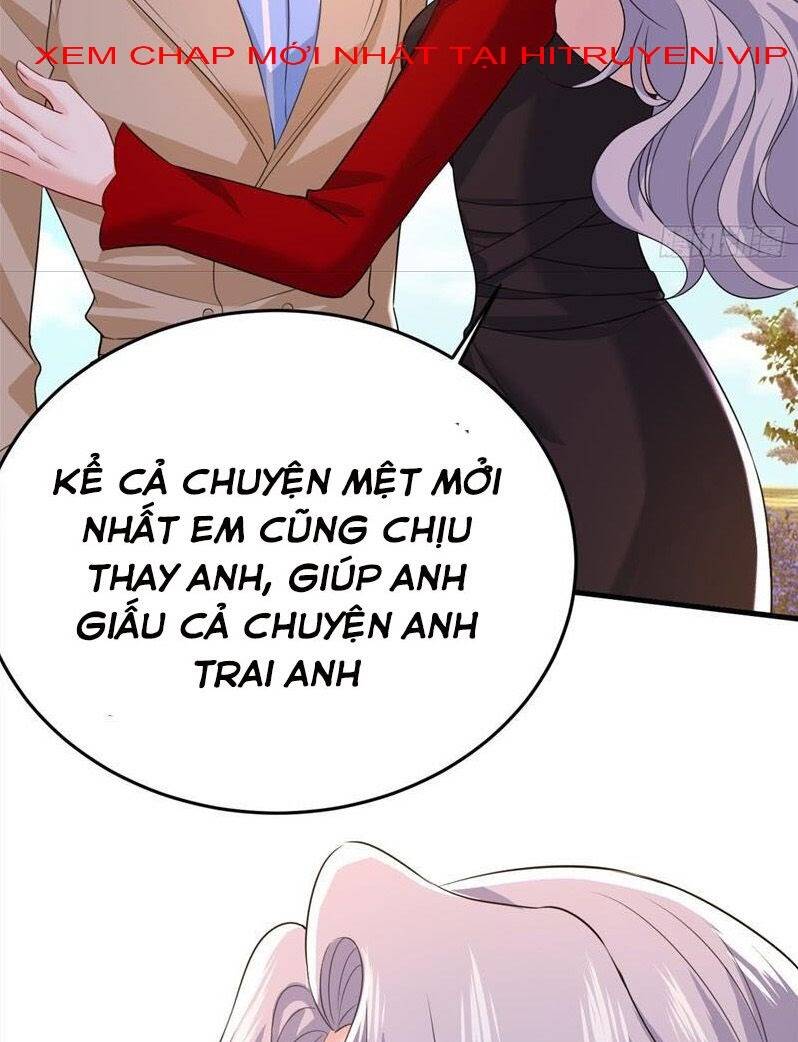 XEM CHAP MỚI NHẤT TẠI HITRUYEN.VIP
KỂ CẢ CHUYỆN MỆT MỎI
NHẤT EM CŨNG CHỊU
THAY ANH, GIÚP ANH
GIẤU CẢ CHUYỆN ANH
TRAI ANH